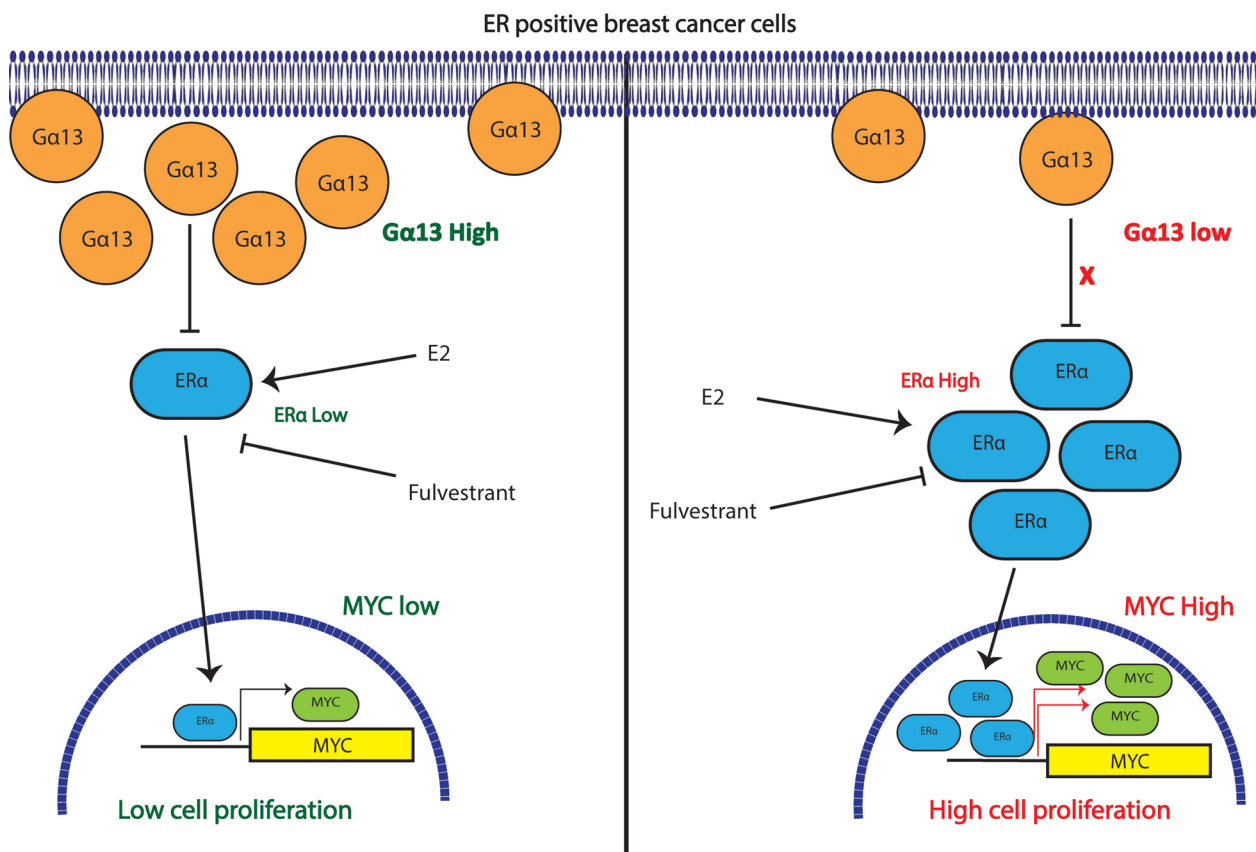 ER positive breast cancer cells
Gα13
Gα13
Gα13
Gα13
Gα13
Gα13
Gα13 High
ERα
E2
ERα Low
Fulvestrant
MYC low
ERα
MYC
MYC
Low cell proliferation
Gα13
Gα13
Gα13 low
X
ERα
ERα High
E2
ERα
ERα
Fulvestrant
ERα
MYC High
MYC
MYC
ERα
MYC
ERα
ERα
MYC
High cell proliferation